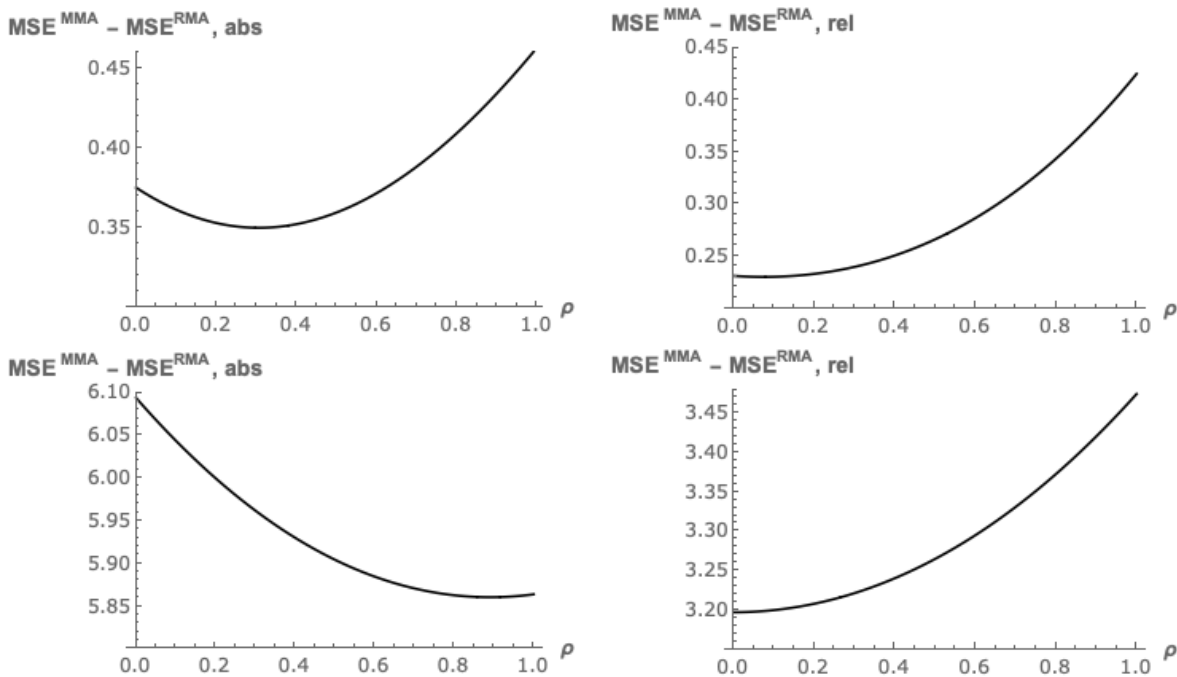 MSE^MMA – MSE^RMA, abs
0.45
0.40
0.35
0.0 0.2 0.4 0.6 0.8 1.0 ρ
MSE^MMA – MSE^RMA, rel
0.45
0.40
0.35
0.30
0.25
0.0 0.2 0.4 0.6 0.8 1.0 ρ
MSE^MMA – MSE^RMA, abs
6.10
6.05
6.00
5.95
5.90
5.85
0.0 0.2 0.4 0.6 0.8 1.0 ρ
MSE^MMA – MSE^RMA, rel
3.45
3.40
3.35
3.30
3.25
3.20
0.0 0.2 0.4 0.6 0.8 1.0 ρ